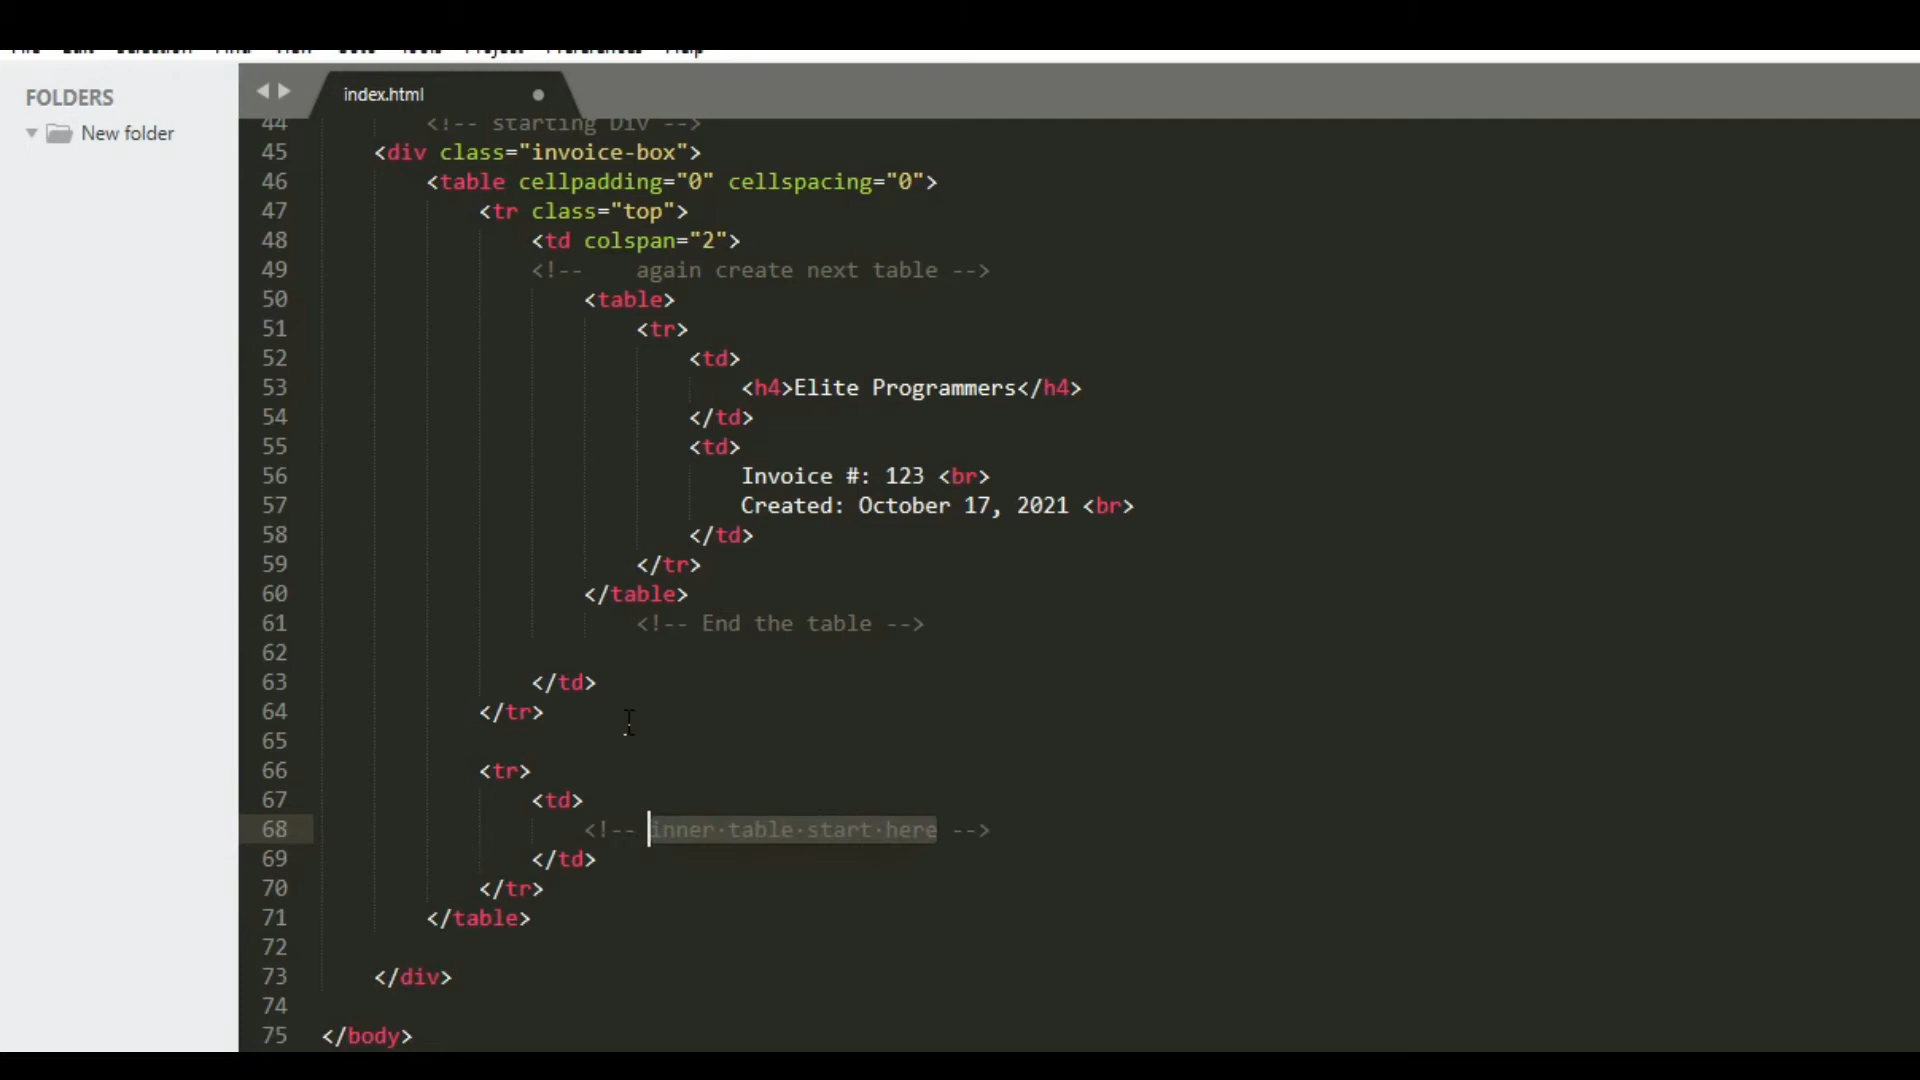 FOLDERS
New folder
index.html
44 <!-- starting Div -->
45 <div class="invoice-box">
46 <table cellpadding="0" cellspacing="0">
47 <tr class="top">
48 <td colspan="2">
49 <!-- again create next table -->
50 <table>
51 <tr>
52 <td>
53 <h4>Elite Programmers</h4>
54 </td>
55 <td>
56 Invoice #: 123 <br>
57 Created: October 17, 2021 <br>
58 </td>
59 </tr>
60 </table>
61 <!-- End the table -->
62
63 </td>
64 </tr>
65
66 <tr>
67 <td>
68 <!-- inner·table·start·here -->
69 </td>
70 </tr>
71 </table>
72
73 </div>
74
75 </body>